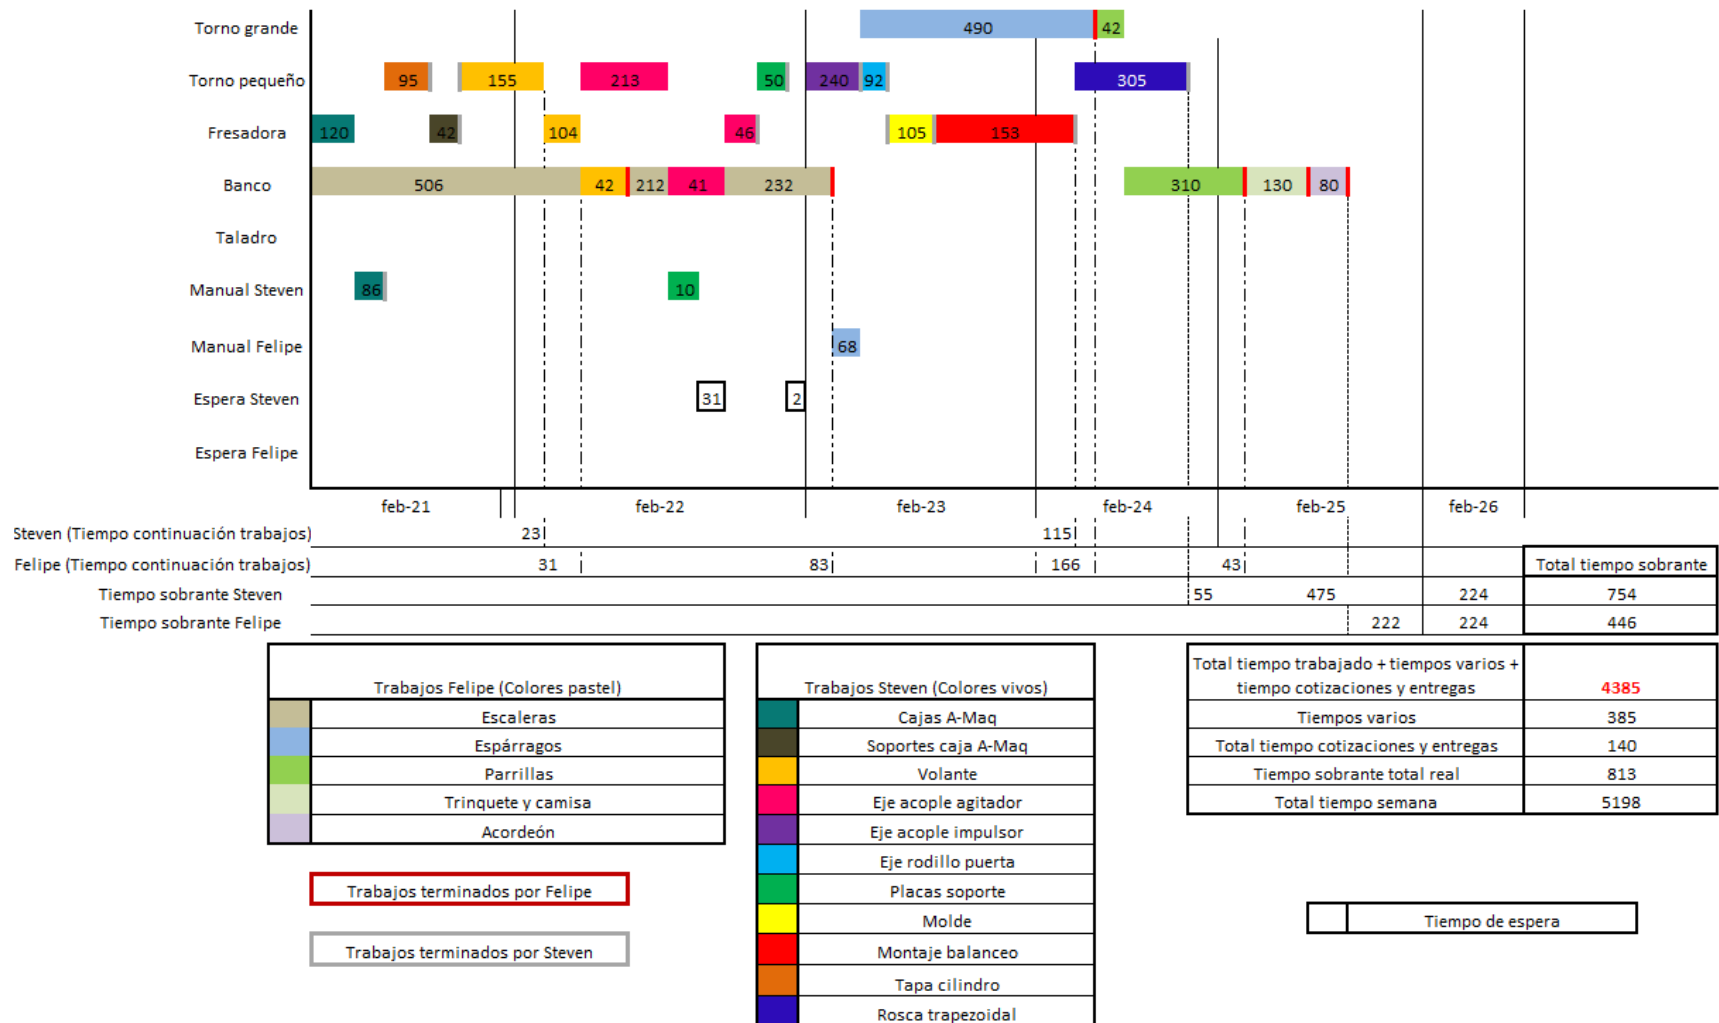 Torno grande 490 42
Torno pequeño 95 155 213 50 240 92 305
Fresadora 120 42 104 46 105 153
Banco 506 42 212 41 232 310 130 80
Taladro
Manual Steven 86 10
Manual Felipe 68
Espera Steven 31 2
Espera Felipe
feb-21 feb-22 feb-23 feb-24 feb-25 feb-26
Steven (Tiempo continuación trabajos) 23 115
Felipe (Tiempo continuación trabajos) 31 83 166 43 Total tiempo sobrante
Tiempo sobrante Steven 55 475 224 754
Tiempo sobrante Felipe 222 224 446
Trabajos Felipe (Colores pastel)
Escaleras
Espárragos
Parrillas
Trinquete y camisa
Acordeón
Trabajos terminados por Felipe
Trabajos terminados por Steven
Trabajos Steven (Colores vivos)
Cajas A-Maq
Soportes caja A-Maq
Volante
Eje acople agitador
Eje acople impulsor
Eje rodillo puerta
Placas soporte
Molde
Montaje balanceo
Tapa cilindro
Rosca trapezoidal
Total tiempo trabajado + tiempos varios +
tiempo cotizaciones y entregas 4385
Tiempos varios 385
Total tiempo cotizaciones y entregas 140
Tiempo sobrante total real 813
Total tiempo semana 5198
Tiempo de espera